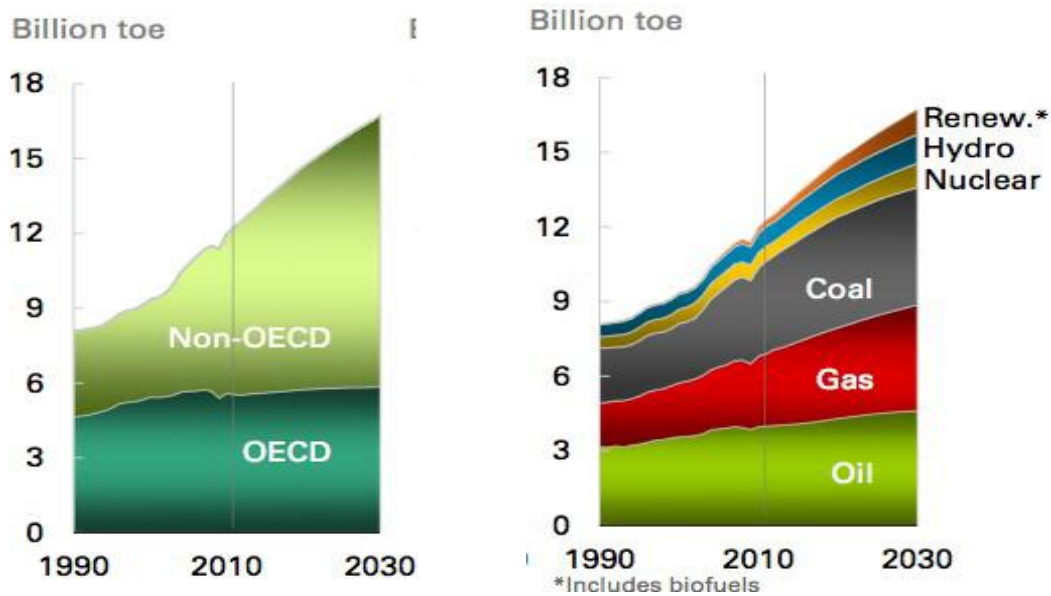 Billion toe
18
15
12
9
6
3
0
Non-OECD
OECD
1990 2010 2030
Billion toe
18
15
12
9
6
3
0
Renew.*
Hydro
Nuclear
Coal
Gas
Oil
1990 2010 2030
*Includes biofuels